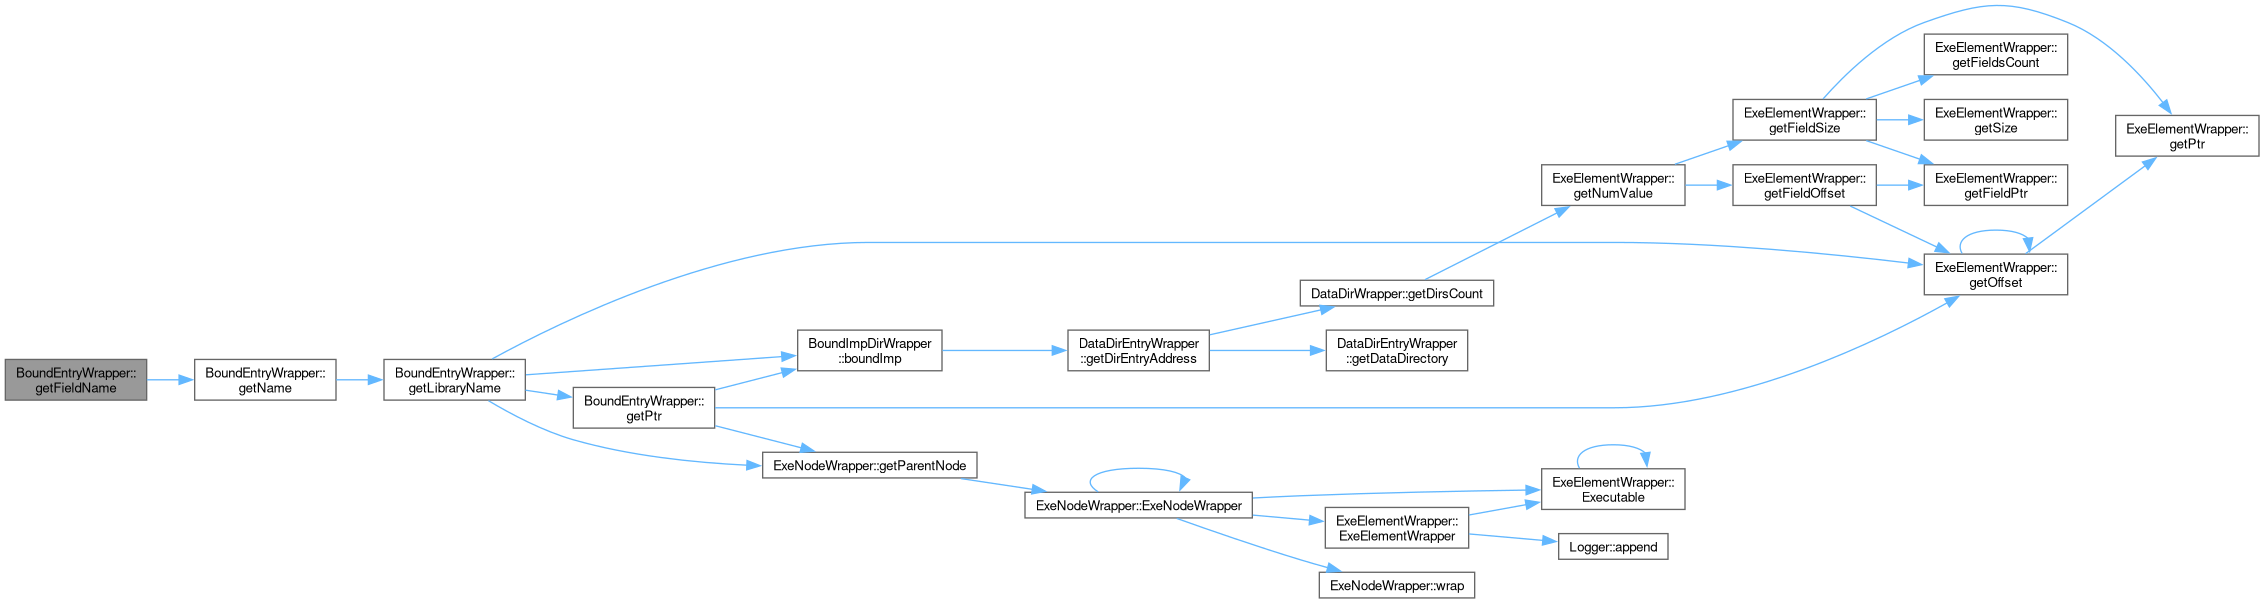 BoundEntryWrapper::
getFieldName
BoundEntryWrapper::
getName
BoundEntryWrapper::
getLibraryName
BoundEntryWrapper::
getPtr
BoundImpDirWrapper
::boundImp
ExeNodeWrapper::getParentNode
DataDirEntryWrapper
::getDirEntryAddress
ExeNodeWrapper::ExeNodeWrapper
DataDirWrapper::getDirsCount
DataDirEntryWrapper
::getDataDirectory
ExeElementWrapper::
ExeElementWrapper
ExeNodeWrapper::wrap
ExeElementWrapper::
getNumValue
ExeElementWrapper::
Executable
Logger::append
ExeElementWrapper::
getFieldSize
ExeElementWrapper::
getFieldOffset
ExeElementWrapper::
getFieldsCount
ExeElementWrapper::
getSize
ExeElementWrapper::
getFieldPtr
ExeElementWrapper::
getOffset
ExeElementWrapper::
getPtr